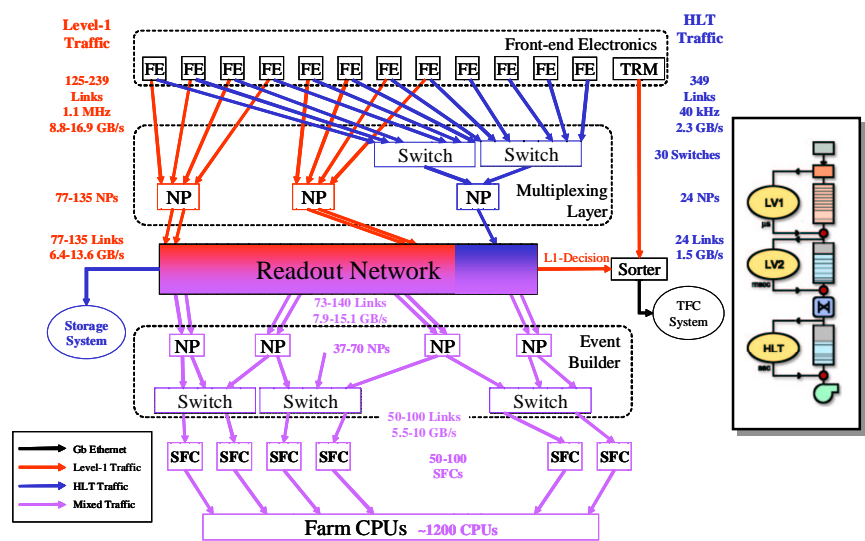 Level-1
Traffic
HLT
Traffic
Front-end Electronics
FE FE FE FE FE FE FE FE FE FE FE FE TRM
125-239
Links
1.1 MHz
8.8-16.9 GB/s
349
Links
40 kHz
2.3 GB/s
Switch Switch
30 Switches
77-135 NPs
NP NP NP
Multiplexing
Layer
24 NPs
77-135 Links
6.4-13.6 GB/s
24 Links
1.5 GB/s
Readout Network
L1-Decision
Sorter
Storage
System
TFC
System
73-140 Links
7.9-15.1 GB/s
NP NP NP NP
37-70 NPs
Event
Builder
Switch Switch Switch
50-100 Links
5.5-10 GB/s
SFC SFC SFC SFC SFC SFC
50-100
SFCs
Gb Ethernet
Level-1 Traffic
HLT Traffic
Mixed Traffic
Farm CPUs ~1200 CPUs
LV1
µs
LV2
msec
HLT
sec